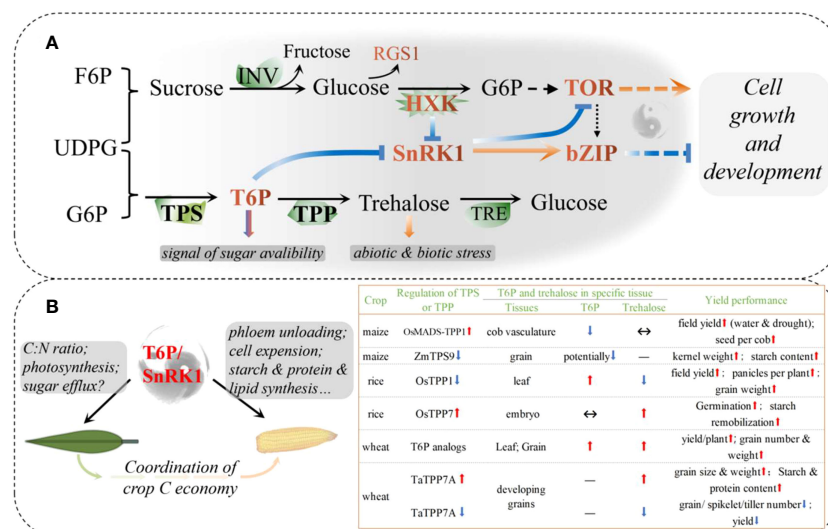 A
F6P
UDPG
G6P
Sucrose
INV
Fructose
Glucose
RGS1
HXK
G6P
TOR
SnRK1
bZIP
Cell
growth
and
development
TPS
T6P
TPP
Trehalose
TRE
Glucose
signal of sugar avalibility
abiotic & biotic stress
B
C:N ratio;
photosynthesis;
sugar efflux?
T6P/
SnRK1
phloem unloading;
cell expension;
starch & protein &
lipid synthesis…
Coordination of
crop C economy
Crop Regulation of TPS or TPP T6P and trehalose in specific tissue Yield performance
Tissues T6P Trehalose
maize OsMADS-TPP1↑ cob vasculature ↓ ↔ field yield↑ (water & drought);
seed per cob↑
maize ZmTPS9↓ grain potentially↓ — kernel weight↑; starch content↑
rice OsTPP1↓ leaf ↑ ↓ field yield↑; panicles per plant↑;
grain weight↑
rice OsTPP7↑ embryo ↔ ↑ Germination↑; starch
remobilization↑
wheat T6P analogs Leaf; Grain ↑ ↑ yield/plant↑; grain number &
weight↑
wheat TaTPP7A↑ developing grains — ↑ grain size & weight↑; Starch &
protein content↑
TaTPP7A↓ — ↓ grain/ spikelet/tiller number↓;
yield↓